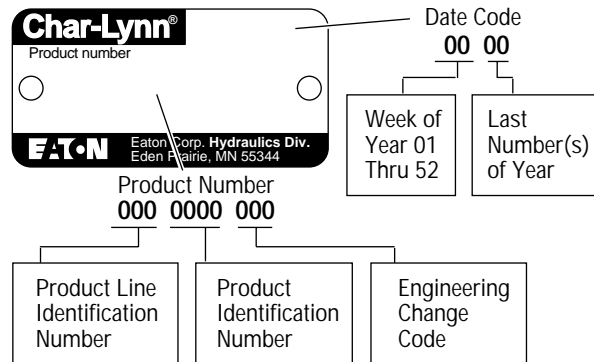 Char-Lynn®
Product number
EATON
Eaton Corp. Hydraulics Div.
Eden Prairie, MN 55344
Date Code
00 00
Week of
Year 01
Thru 52
Last
Number(s)
of Year
Product Number
000 0000 000
Product Line
Identification
Number
Product
Identification
Number
Engineering
Change
Code